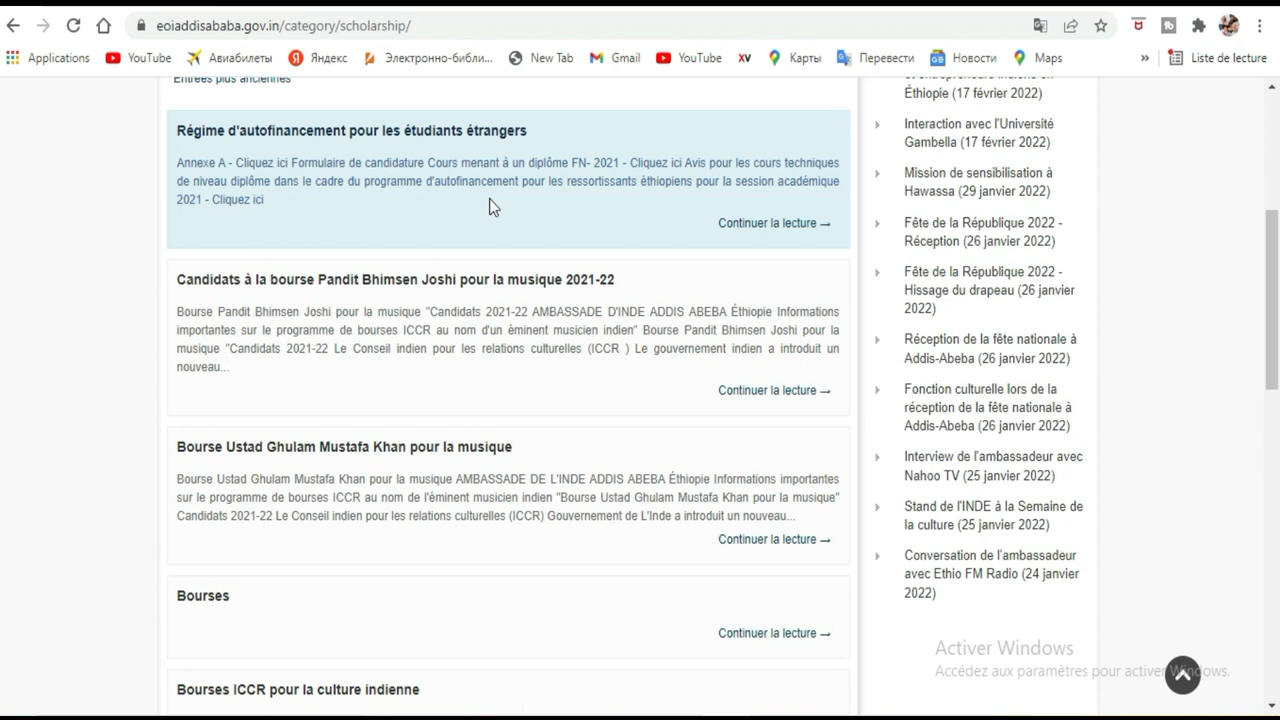 eoiaddisababa.gov.in/category/scholarship/
Applications
YouTube
Авиабилеты
Яндекс
Электронно-библи...
New Tab
Gmail
YouTube
XV
Карты
Перевести
Новости
Maps
»
Liste de lecture
Entrées plus anciennes
Régime d'autofinancement pour les étudiants étrangers
Annexe A - Cliquez ici Formulaire de candidature Cours menant à un diplôme FN- 2021 - Cliquez ici Avis pour les cours techniques
de niveau diplôme dans le cadre du programme d'autofinancement pour les ressortissants éthiopiens pour la session académique
2021 - Cliquez ici
Continuer la lecture →
Candidats à la bourse Pandit Bhimsen Joshi pour la musique 2021-22
Bourse Pandit Bhimsen Joshi pour la musique "Candidats 2021-22 AMBASSADE D'INDE ADDIS ABEBA Éthiopie Informations
importantes sur le programme de bourses ICCR au nom d'un éminent musicien indien" Bourse Pandit Bhimsen Joshi pour la
musique "Candidats 2021-22 Le Conseil indien pour les relations culturelles (ICCR ) Le gouvernement indien a introduit un
nouveau...
Continuer la lecture →
Bourse Ustad Ghulam Mustafa Khan pour la musique
Bourse Ustad Ghulam Mustafa Khan pour la musique AMBASSADE DE L'INDE ADDIS ABEBA Éthiopie Informations importantes
sur le programme de bourses ICCR au nom de l'éminent musicien indien "Bourse Ustad Ghulam Mustafa Khan pour la musique"
Candidats 2021-22 Le Conseil indien pour les relations culturelles (ICCR) Gouvernement de L'Inde a introduit un nouveau...
Continuer la lecture →
Bourses
Continuer la lecture →
Bourses ICCR pour la culture indienne
et entrepreneurs indiens en
Éthiopie (17 février 2022)
Interaction avec l'Université
Gambella (17 février 2022)
Mission de sensibilisation à
Hawassa (29 janvier 2022)
Fête de la République 2022 -
Réception (26 janvier 2022)
Fête de la République 2022 -
Hissage du drapeau (26 janvier
2022)
Réception de la fête nationale à
Addis-Abeba (26 janvier 2022)
Fonction culturelle lors de la
réception de la fête nationale à
Addis-Abeba (26 janvier 2022)
Interview de l'ambassadeur avec
Nahoo TV (25 janvier 2022)
Stand de l'INDE à la Semaine de
la culture (25 janvier 2022)
Conversation de l'ambassadeur
avec Ethio FM Radio (24 janvier
2022)
Activer Windows
Accédez aux paramètres pour activer Windows.